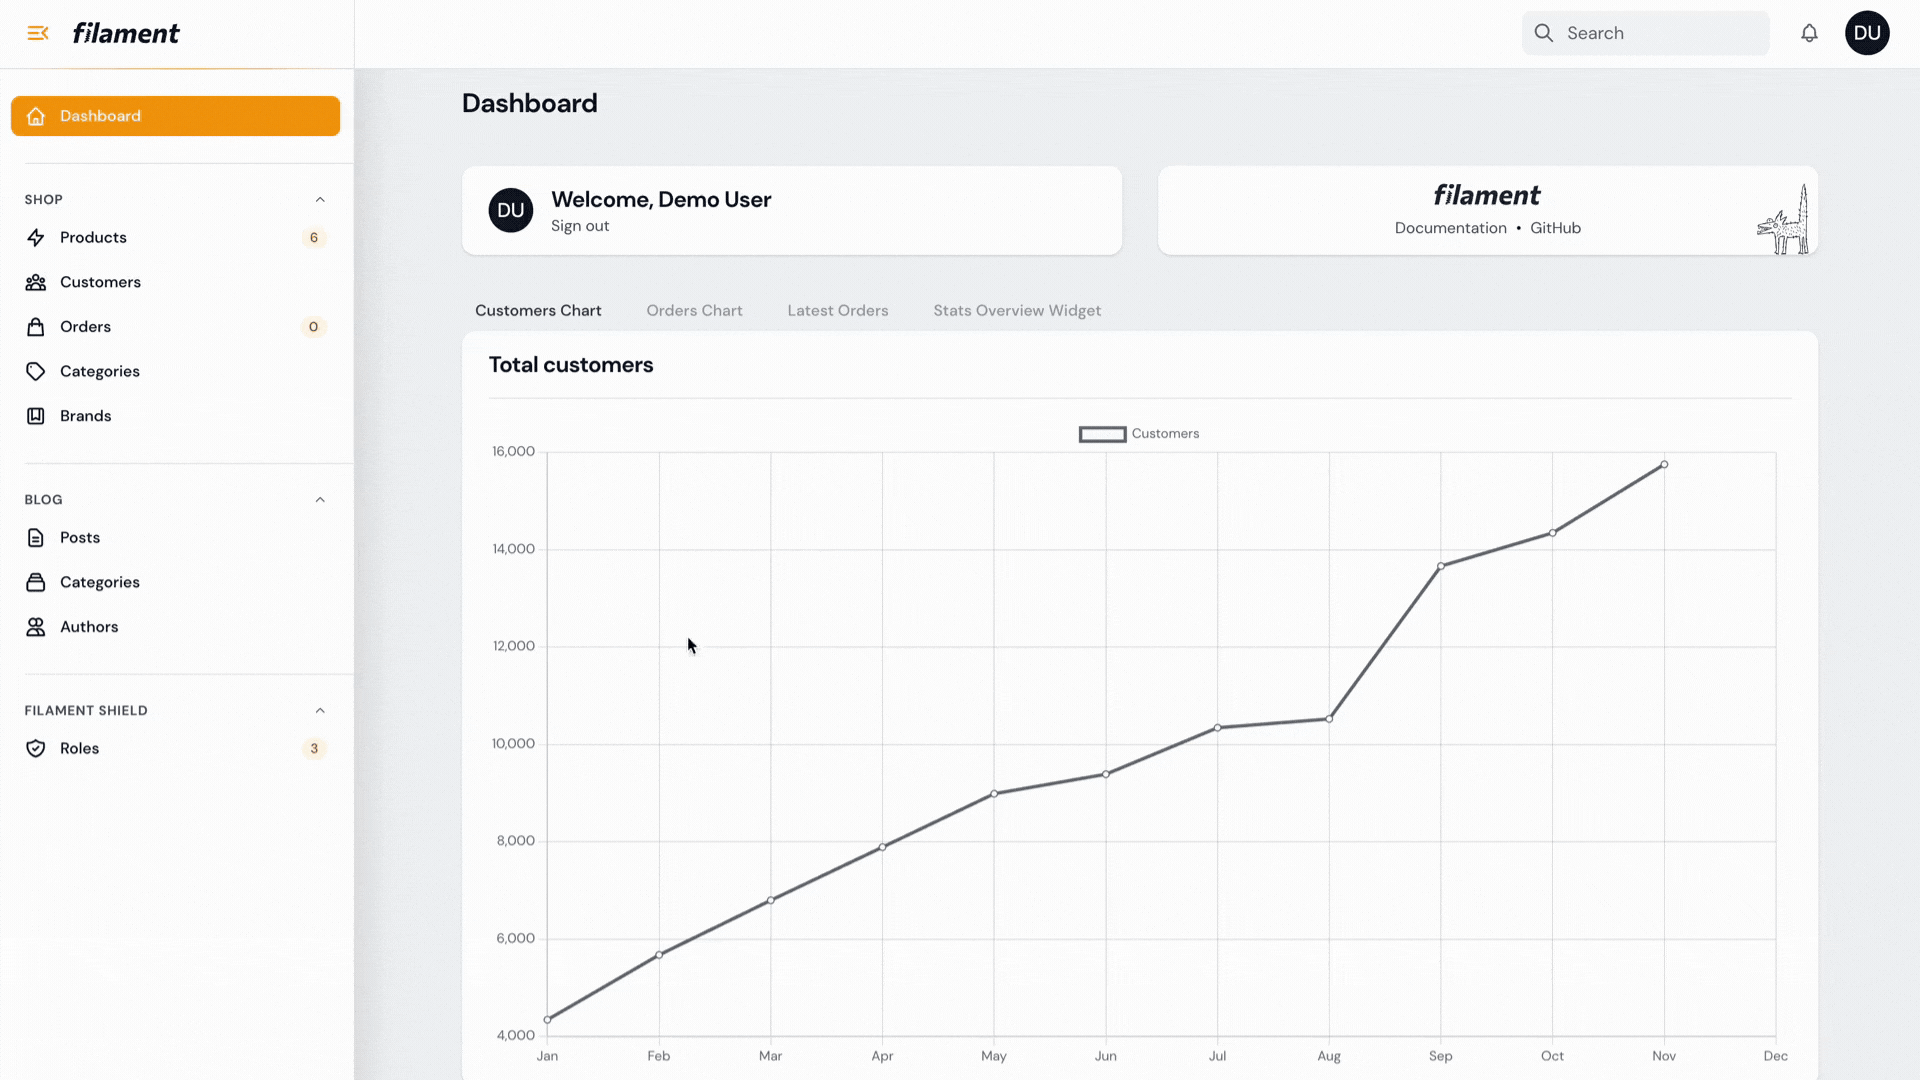 filament
Search
DU
Dashboard
SHOP
Products 6
Customers
Orders 0
Categories
Brands
BLOG
Posts
Categories
Authors
FILAMENT SHIELD
Roles 3
Dashboard
DU
Welcome, Demo User
Sign out
filament
Documentation • GitHub
Customers Chart Orders Chart Latest Orders Stats Overview Widget
Total customers
Customers
16,000
14,000
12,000
10,000
8,000
6,000
4,000
Jan Feb Mar Apr May Jun Jul Aug Sep Oct Nov Dec